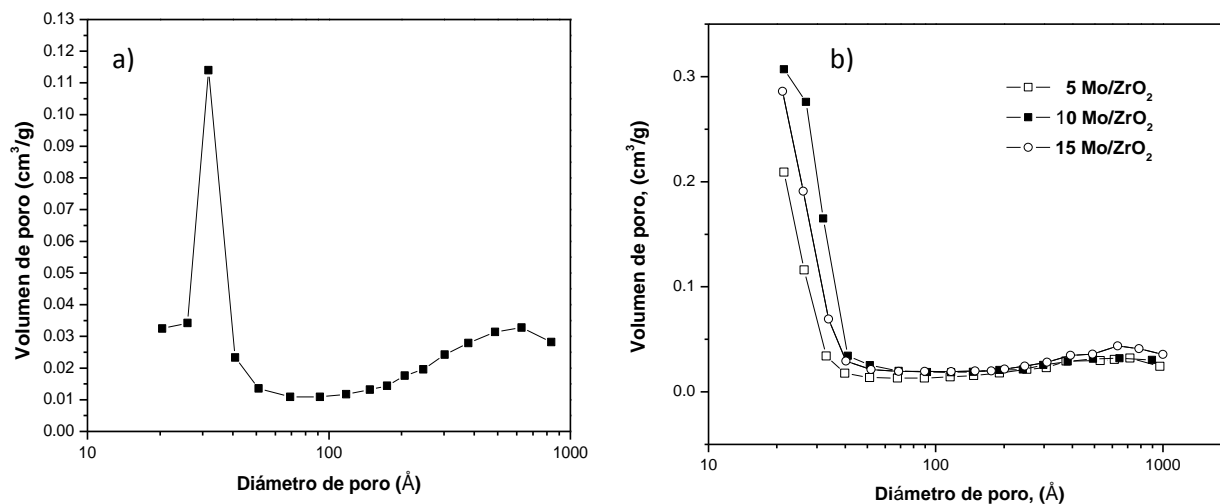 a)
0.13
0.12
0.11
0.10
0.09
0.08
0.07
0.06
0.05
0.04
0.03
0.02
0.01
0.00
10
100
1000
Volumen de poro (cm³/g)
Diámetro de poro (Å)
b)
5 Mo/ZrO₂
10 Mo/ZrO₂
15 Mo/ZrO₂
0.3
0.2
0.1
0.0
10
100
1000
Volumen de poro, (cm³/g)
Diámetro de poro, (Å)